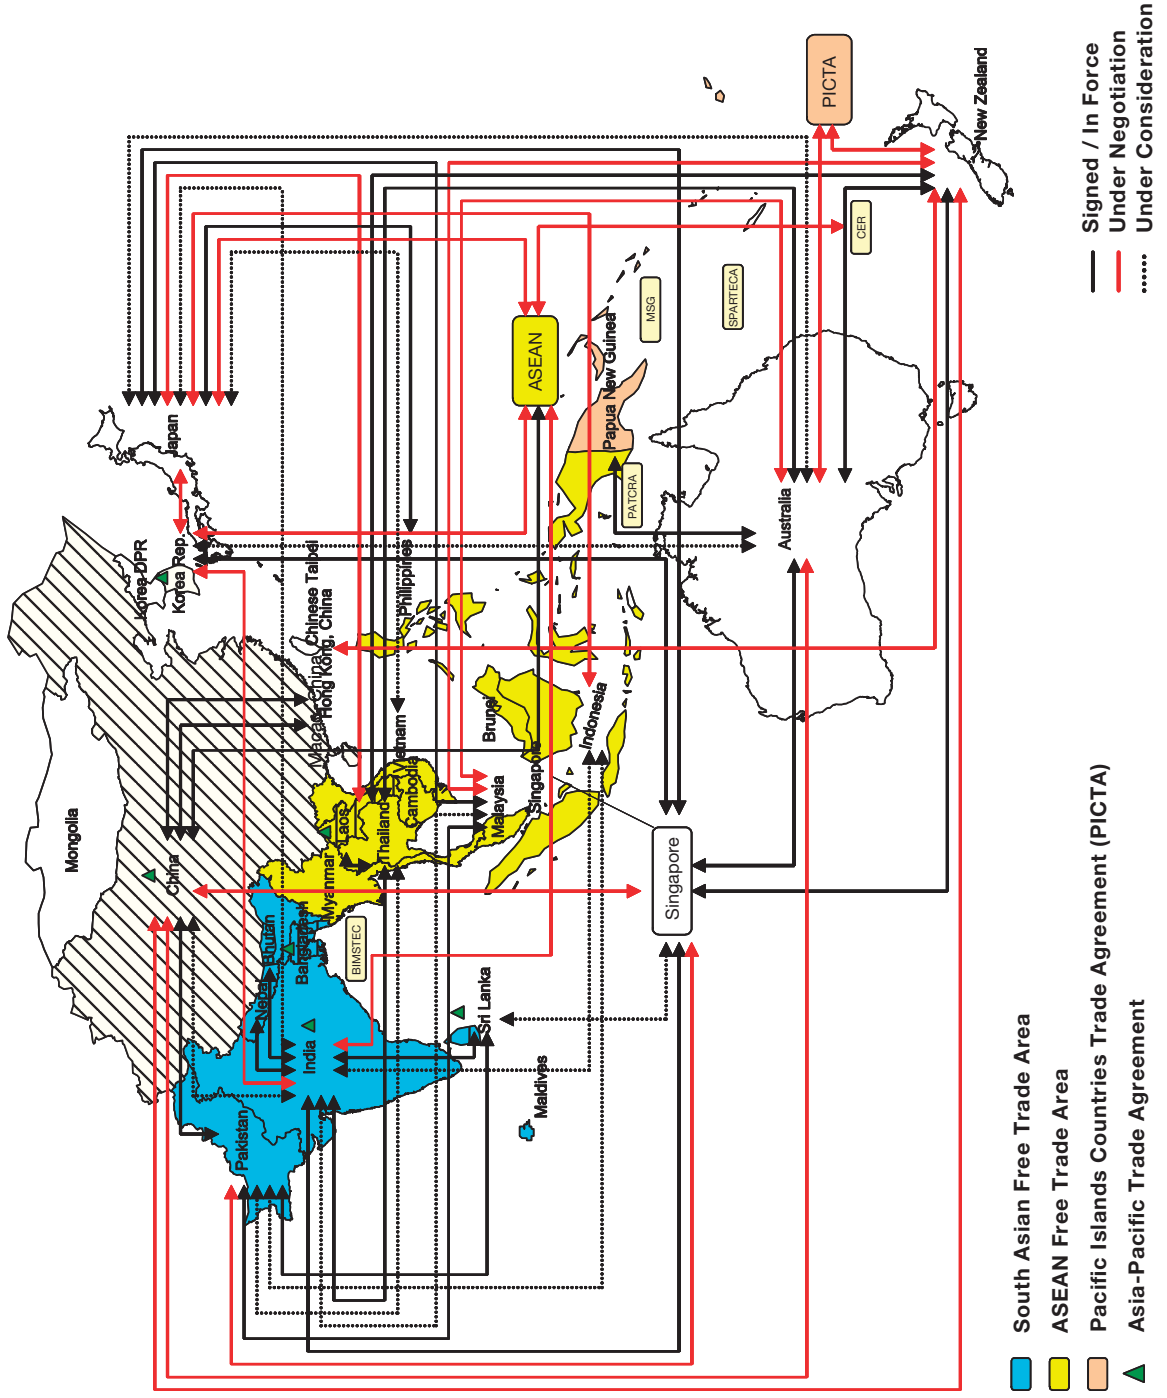 Mongolia
China
Korea DPR
Korea Rep.
Japan
Pakistan
Nepal
Bhutan
Bangladesh
India
Myanmar
Laos
Thailand
Cambodia
Vietnam
Macao, China
Hong Kong, China
Chinese Taipei
Philippines
BIMSTEC
Sri Lanka
Maldives
Malaysia
Singapore
Brunei
Indonesia
Singapore
ASEAN
Papua New Guinea
PATCRA
MSG
SPARTECA
CER
PICTA
Australia
New Zealand
South Asian Free Trade Area
ASEAN Free Trade Area
Pacific Islands Countries Trade Agreement (PICTA)
Asia-Pacific Trade Agreement
Signed / In Force
Under Negotiation
Under Consideration